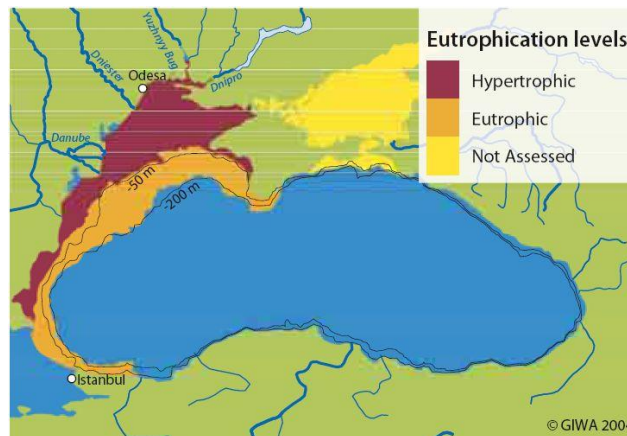 Eutrophication levels
Hypertrophic
Eutrophic
Not Assessed
Yuzhnyy Bug
Dniester
Odesa
Dnipro
Danube
-50 m
-200 m
Istanbul
© GIWA 2004